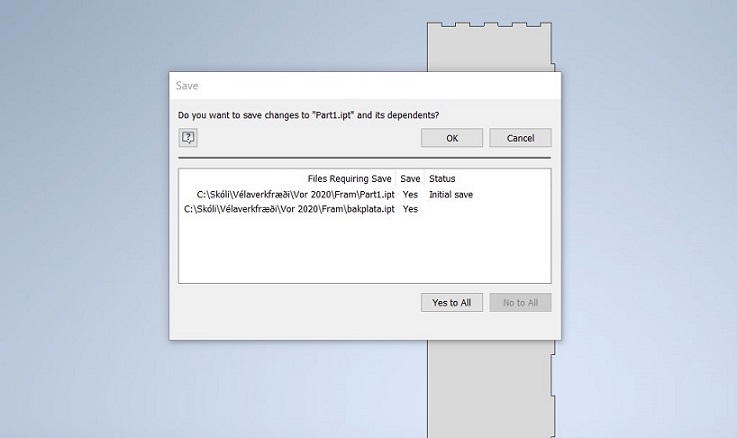 Save
Do you want to save changes to "Part1.ipt" and its dependents?
OK Cancel
Files Requiring Save Save Status
C:\Skóli\Vélaverkfræði\Vor 2020\Fram\Part1.ipt Yes Initial save
C:\Skóli\Vélaverkfræði\Vor 2020\Fram\bakplata.ipt Yes
Yes to All No to All